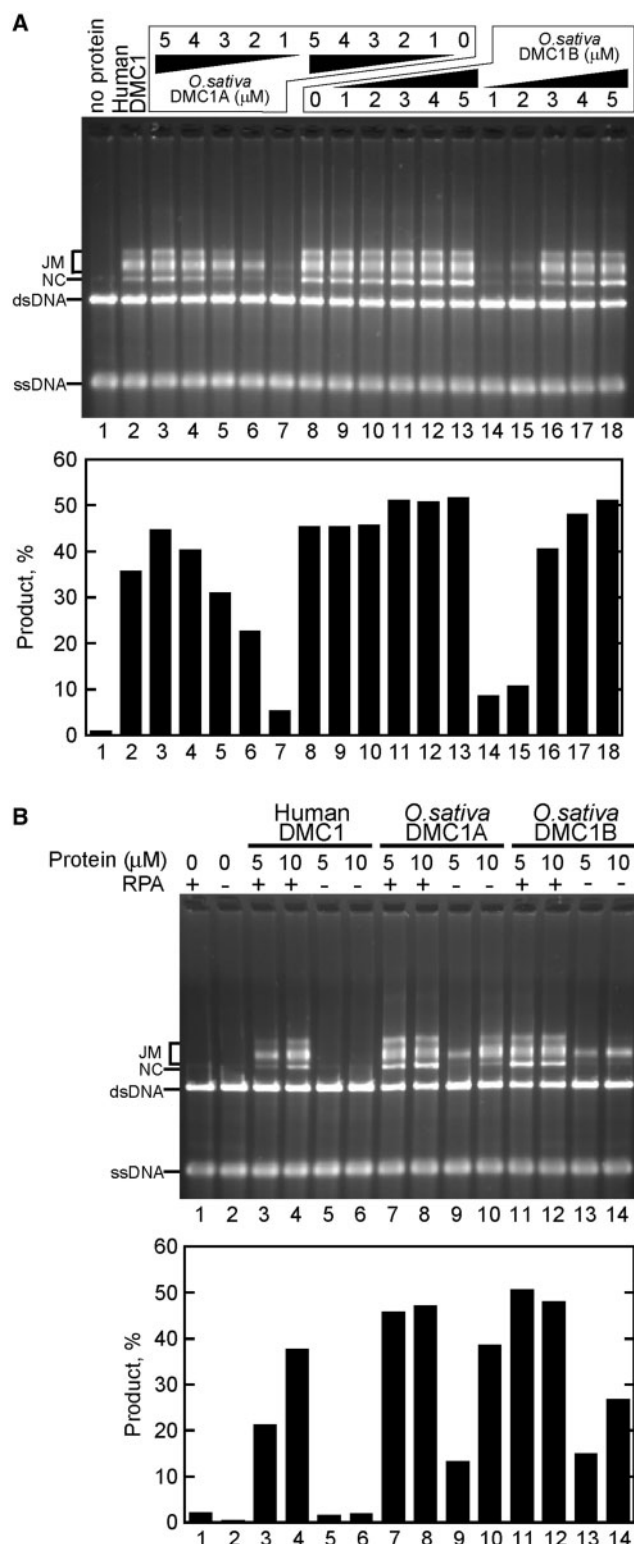 A
no protein
Human
DMC1
5 4 3 2 1 5 4 3 2 1 0
O.sativa
DMC1A (µM)
O.sativa
DMC1B (µM)
0 1 2 3 4 5 1 2 3 4 5
JM
NC
dsDNA
ssDNA
1 2 3 4 5 6 7 8 9 10 11 12 13 14 15 16 17 18
Product, %
60
50
40
30
20
10
0
1 2 3 4 5 6 7 8 9 10 11 12 13 14 15 16 17 18
B
Human
DMC1
O.sativa
DMC1A
O.sativa
DMC1B
Protein (µM) 0 0 5 10 5 10 5 10 5 10 5 10 5 10
RPA + - + + - - + + - - + + - -
JM
NC
dsDNA
ssDNA
1 2 3 4 5 6 7 8 9 10 11 12 13 14
Product, %
60
50
40
30
20
10
0
1 2 3 4 5 6 7 8 9 10 11 12 13 14